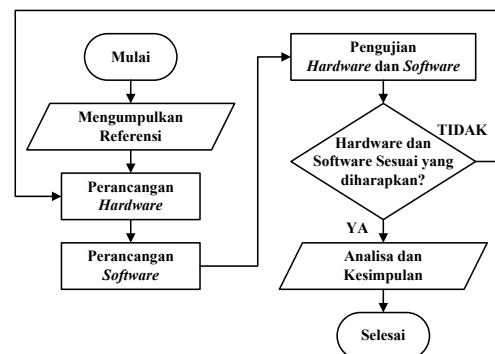 Mulai
Mengumpulkan
Referensi
Perancangan
Hardware
Perancangan
Software
Pengujian
Hardware dan Software
Hardware dan
Software Sesuai yang
diharapkan?
TIDAK
YA
Analisa dan
Kesimpulan
Selesai